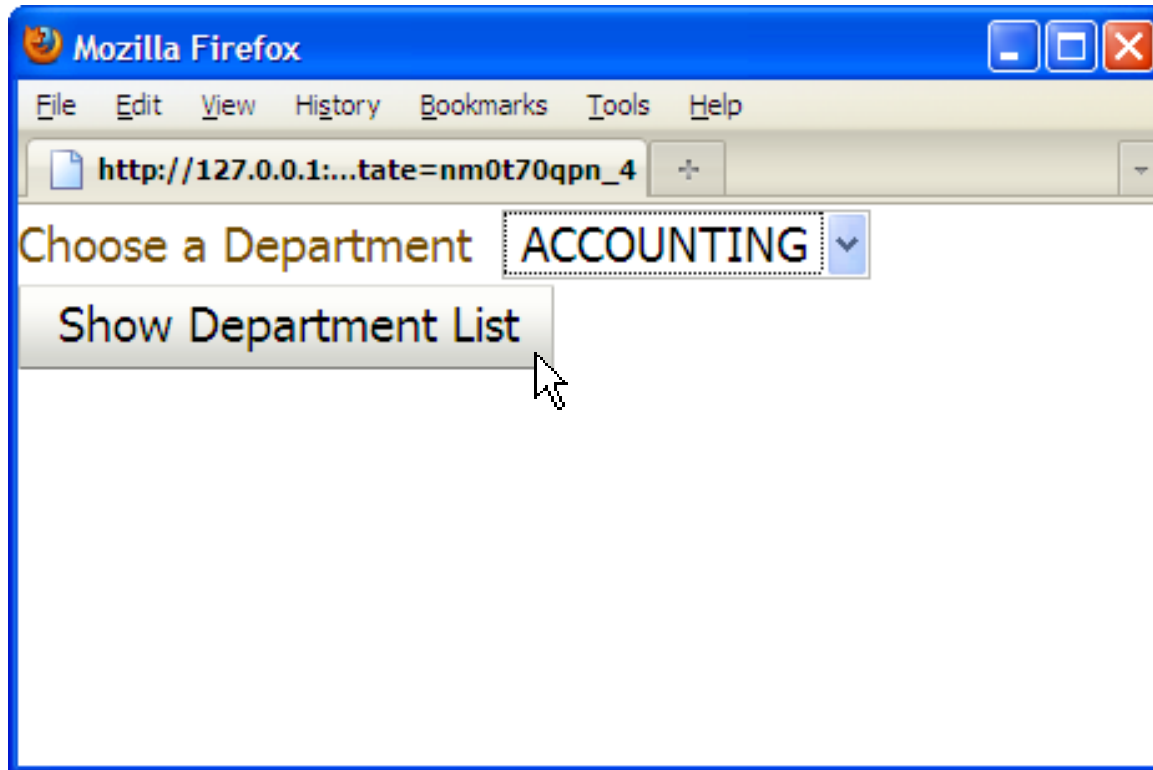 Mozilla Firefox
File Edit View History Bookmarks Tools Help
http://127.0.0.1:...tate=nm0t70qpn_4
Choose a Department ACCOUNTING
Show Department List